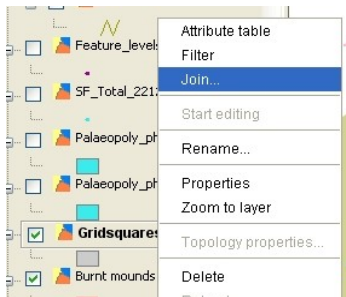 Feature_levels
SF_Total_221
Palaeopoly_ph
Palaeopoly_ph
Gridsquares
Burnt mounds
Attribute table
Filter
Join...
Start editing
Rename...
Properties
Zoom to layer
Topology properties...
Delete